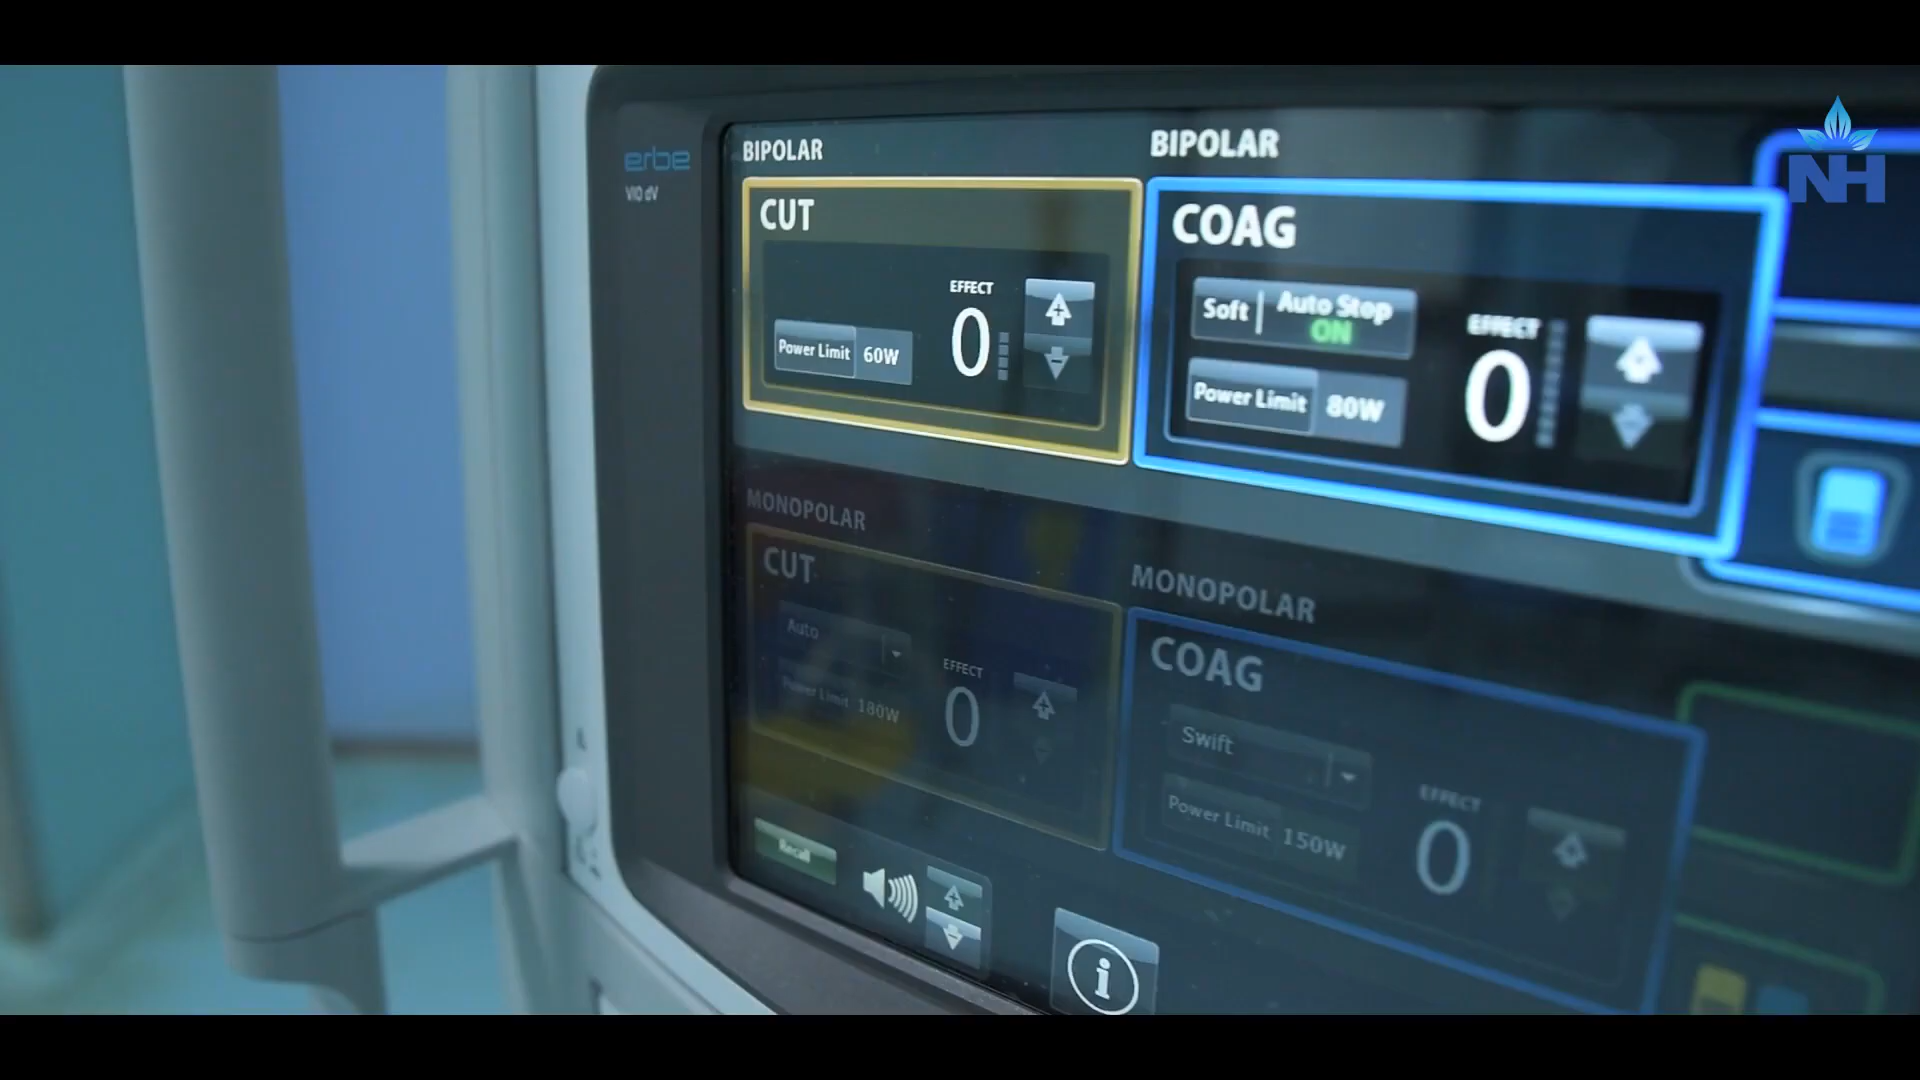 erbe
VIO dV
BIPOLAR
CUT
EFFECT
0
Power Limit 60W
BIPOLAR
COAG
Soft Auto Stop
ON
EFFECT
0
Power Limit 80W
NH
MONOPOLAR
CUT
Auto
EFFECT
0
Power Limit 180W
MONOPOLAR
COAG
Swift
EFFECT
0
Power Limit 150W
Recall
i